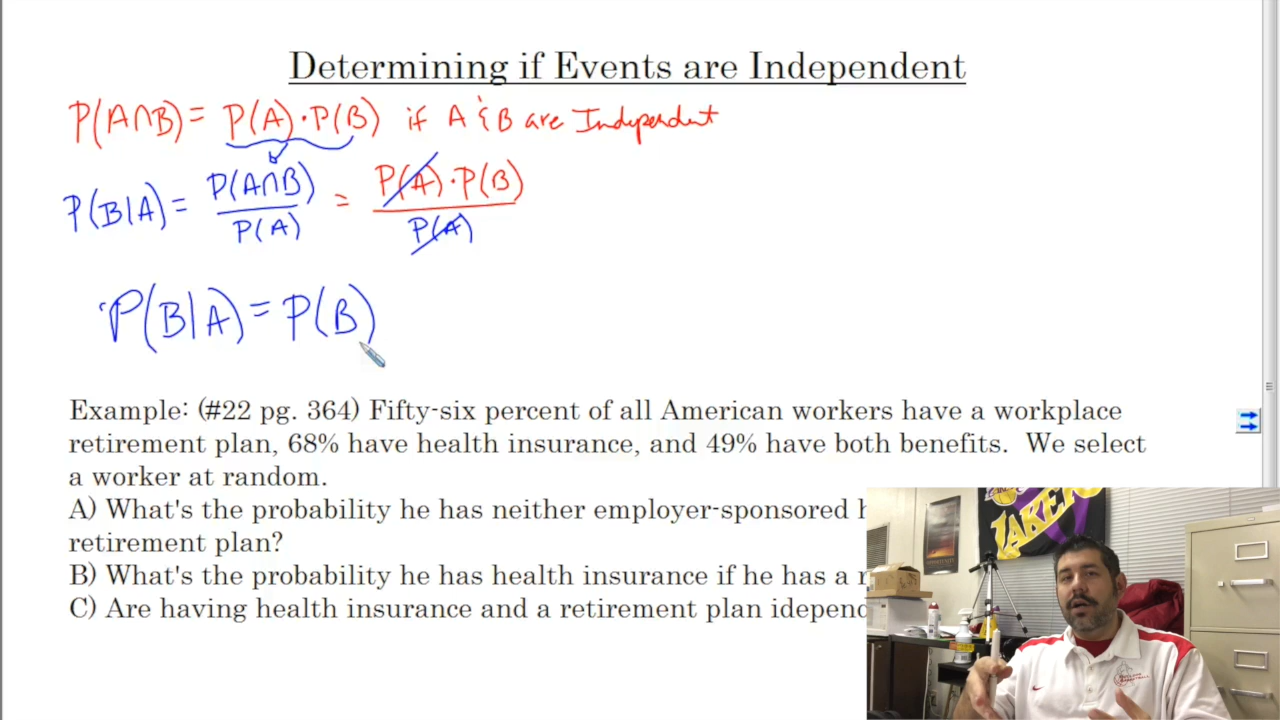 Determining if Events are Independent
P(A∩B) = P(A)·P(B) if A & B are Independent
P(B|A) = P(A∩B)/P(A) = P(A)·P(B)/P(A)
P(B|A) = P(B)
Example: (#22 pg. 364) Fifty-six percent of all American workers have a workplace
retirement plan, 68% have health insurance, and 49% have both benefits. We select
a worker at random.
A) What's the probability he has neither employer-sponsored h
retirement plan?
B) What's the probability he has health insurance if he has a r
C) Are having health insurance and a retirement plan idepend
LAKERS